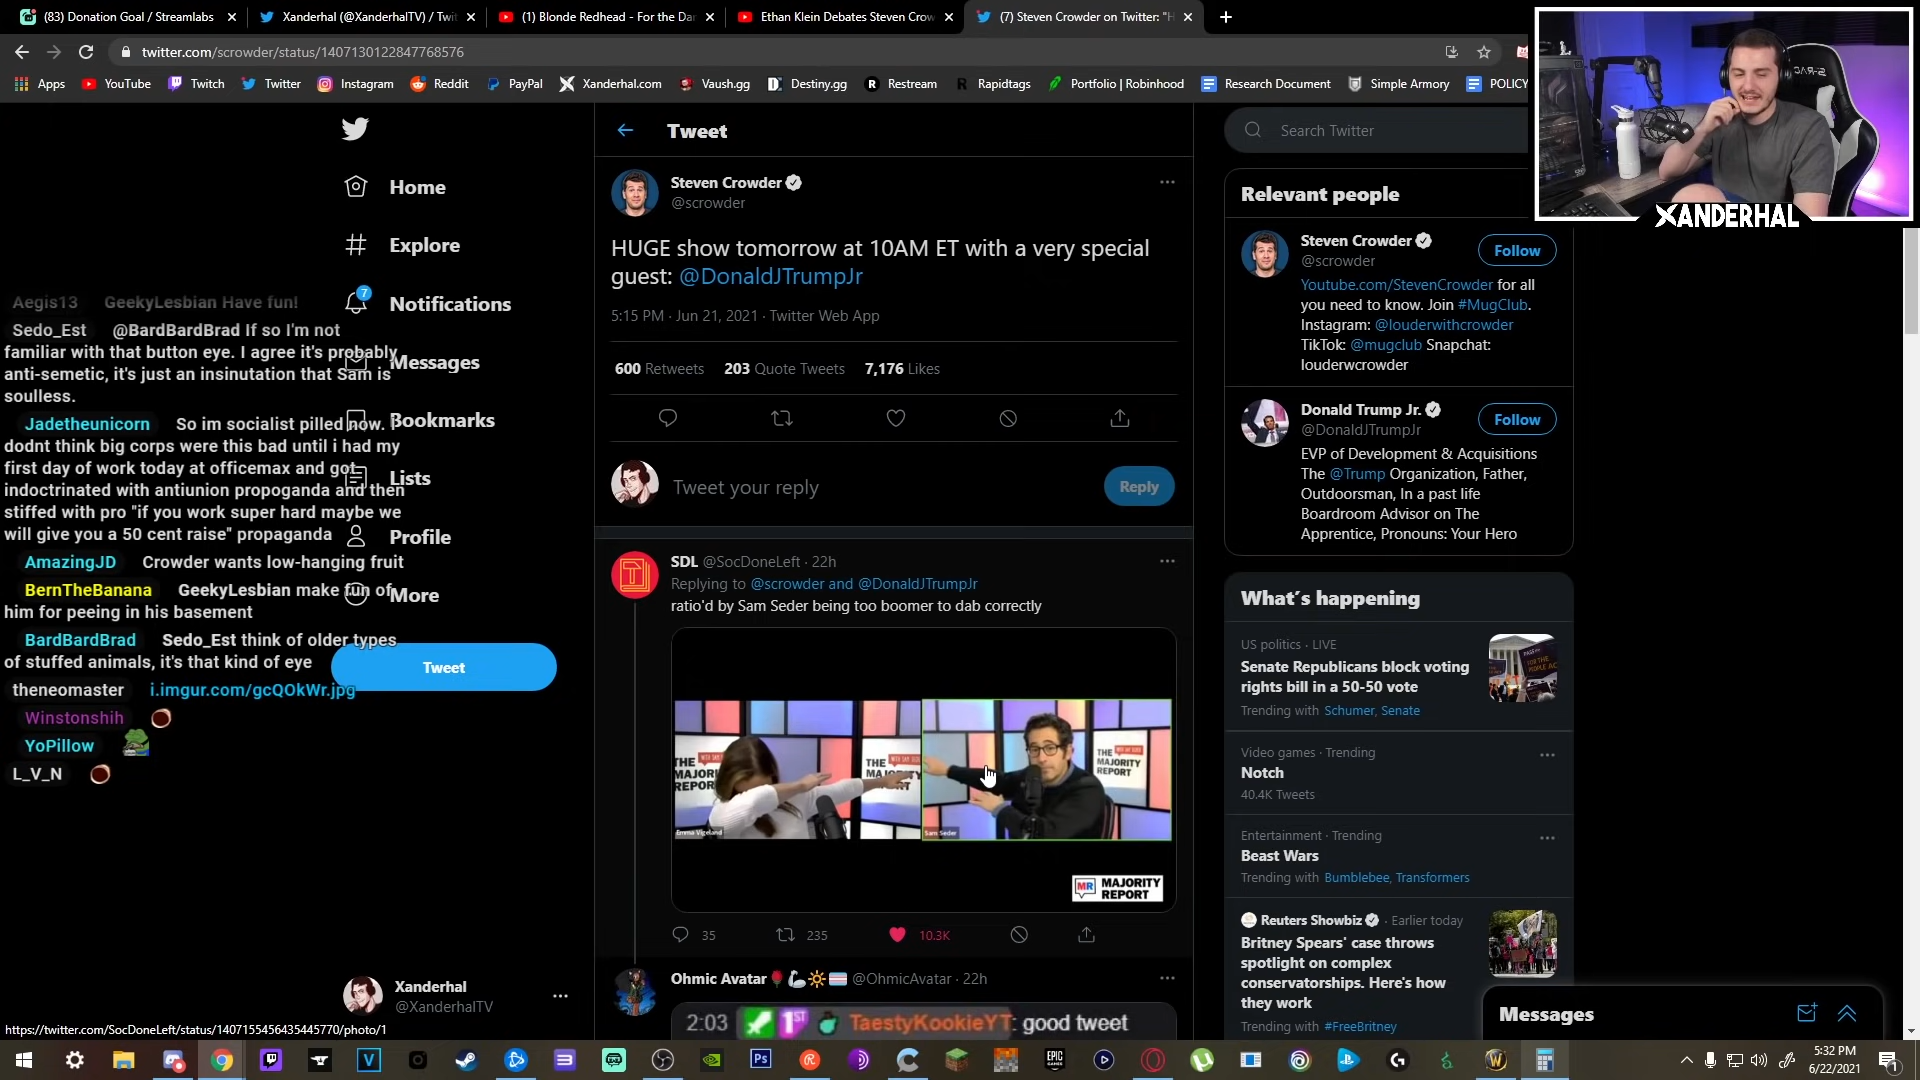 (83) Donation Goal / Streamlabs
Xanderhal (@XanderhalTV) / Twit
(1) Blonde Redhead - For the Da
Ethan Klein Debates Steven Crow
(7) Steven Crowder on Twitter: "H
twitter.com/scrowder/status/1407130122847768576
Apps YouTube Twitch Twitter Instagram Reddit PayPal Xanderhal.com Vaush.gg Destiny.gg Restream Rapidtags Portfolio | Robinhood Research Document Simple Armory POLICY
XANDERHAL
Home
Explore
7
Notifications
Messages
Bookmarks
Lists
Profile
More
Tweet
Xanderhal
@XanderhalTV
Aegis13 GeekyLesbian Have fun!
Sedo_Est @BardBardBrad If so I'm not
familiar with that button eye. I agree it's probably
anti-semetic, it's just an insinutation that Sam is
soulless.
Jadetheunicorn So im socialist pilled now. I
dodnt think big corps were this bad until i had my
first day of work today at officemax and got
indoctrinated with antiunion propoganda and then
stiffed with pro "if you work super hard maybe we
will give you a 50 cent raise" propaganda
AmazingJD Crowder wants low-hanging fruit
BernTheBanana GeekyLesbian make fun of
him for peeing in his basement
BardBardBrad Sedo_Est think of older types
of stuffed animals, it's that kind of eye
theneomaster i.imgur.com/gcQOkWr.jpg
Winstonshih
YoPillow
L_V_N
https://twitter.com/SocDoneLeft/status/1407155456435445770/photo/1
Tweet
Steven Crowder
@scrowder
HUGE show tomorrow at 10AM ET with a very special
guest: @DonaldJTrumpJr
5:15 PM · Jun 21, 2021 · Twitter Web App
600 Retweets 203 Quote Tweets 7,176 Likes
Tweet your reply
Reply
SDL @SocDoneLeft · 22h
Replying to @scrowder and @DonaldJTrumpJr
ratio'd by Sam Seder being too boomer to dab correctly
THE MAJORITY REPORT
Emma Vigeland
Sam Seder
MR MAJORITY
REPORT
35 235 10.3K
Ohmic Avatar @OhmicAvatar · 22h
2:03 1ST TaestyKookieYT: good tweet
Search Twitter
Relevant people
Steven Crowder
@scrowder
Follow
Youtube.com/StevenCrowder for all
you need to know. Join #MugClub.
Instagram: @louderwithcrowder
TikTok: @mugclub Snapchat:
louderwcrowder
Donald Trump Jr.
@DonaldJTrumpJr
Follow
EVP of Development & Acquisitions
The @Trump Organization, Father,
Outdoorsman, In a past life
Boardroom Advisor on The
Apprentice, Pronouns: Your Hero
What's happening
US politics · LIVE
Senate Republicans block voting
rights bill in a 50-50 vote
Trending with Schumer, Senate
Video games · Trending
Notch
40.4K Tweets
Entertainment · Trending
Beast Wars
Trending with Bumblebee, Transformers
Reuters Showbiz · Earlier today
Britney Spears' case throws
spotlight on complex
conservatorships. Here's how
they work
Trending with #FreeBritney
Messages
5:32 PM
6/22/2021